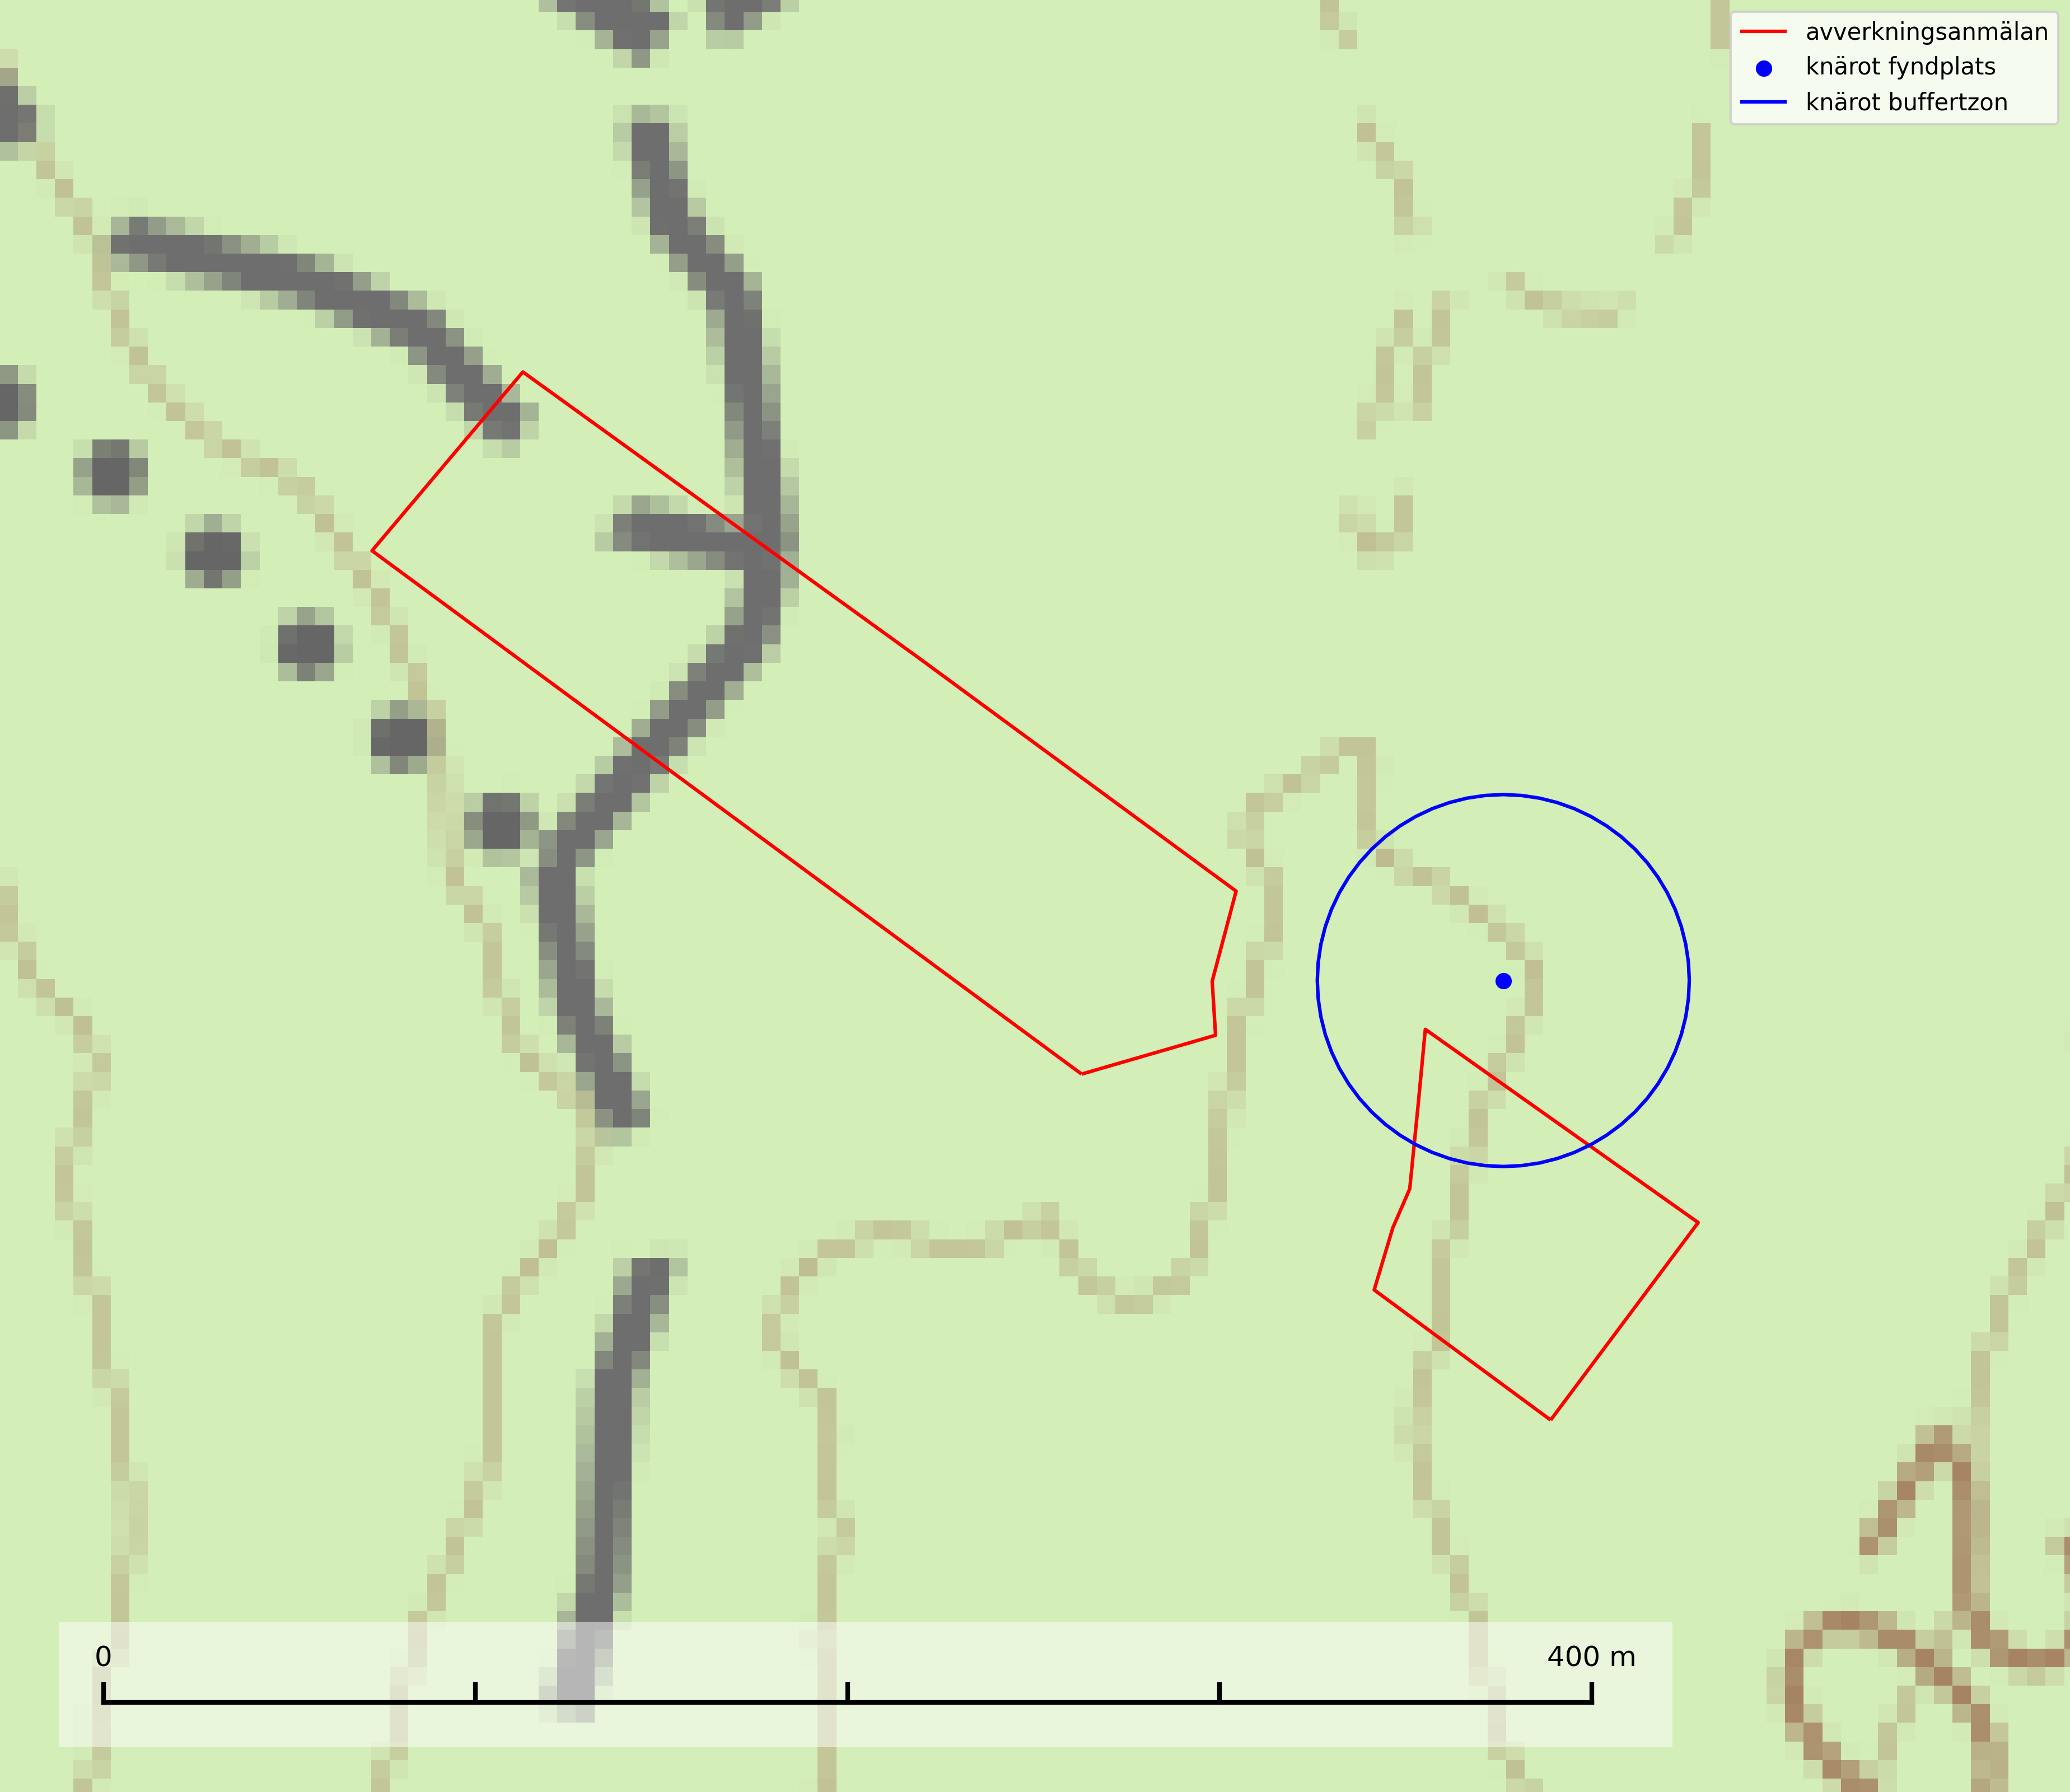 avverkningsanmälan
knärot fyndplats
knärot buffertzon
0
400 m